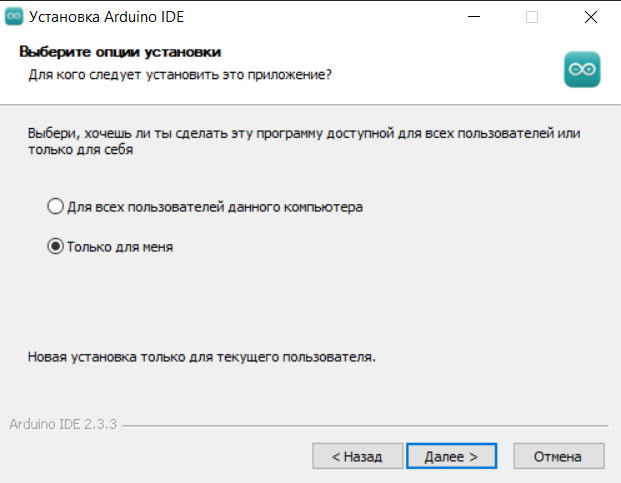 Установка Arduino IDE
Выберите опции установки
Для кого следует установить это приложение?
Выбери, хочешь ли ты сделать эту программу доступной для всех пользователей или
только для себя
Для всех пользователей данного компьютера
Только для меня
Новая установка только для текущего пользователя.
Arduino IDE 2.3.3
< Назад
Далее >
Отмена